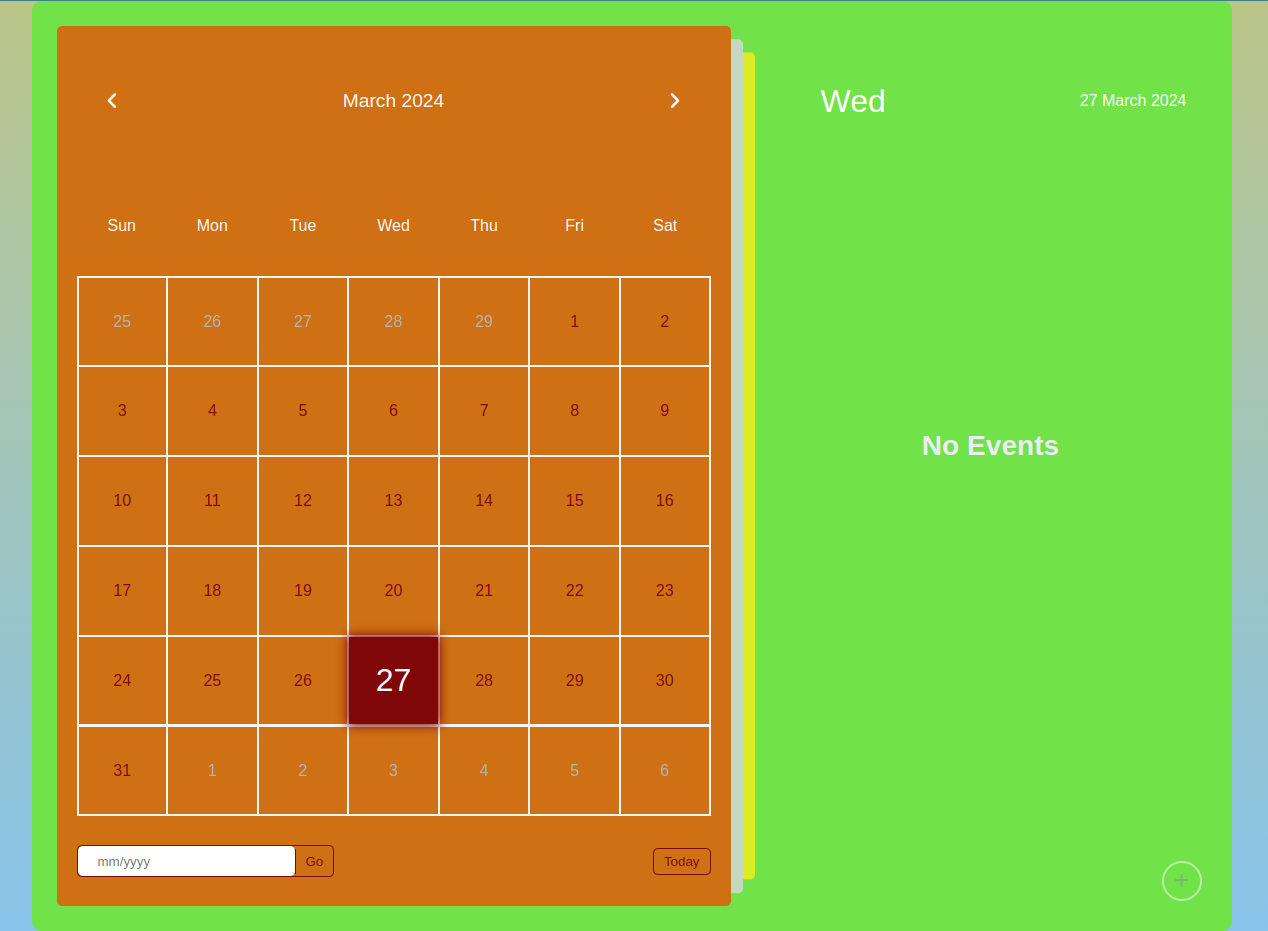 March 2024
Sun Mon Tue Wed Thu Fri Sat
25 26 27 28 29 1 2
3 4 5 6 7 8 9
10 11 12 13 14 15 16
17 18 19 20 21 22 23
24 25 26 27 28 29 30
31 1 2 3 4 5 6
mm/yyyy Go Today
Wed 27 March 2024
No Events
+